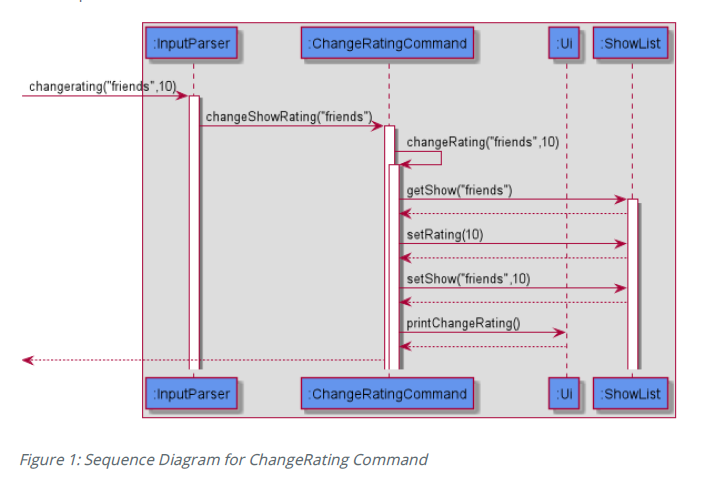 :InputParser :ChangeRatingCommand :Ui :ShowList
changerating("friends",10)
changeShowRating("friends")
changeRating("friends",10)
getShow("friends")
setRating(10)
setShow("friends",10)
printChangeRating()
:InputParser :ChangeRatingCommand :Ui :ShowList
Figure 1: Sequence Diagram for ChangeRating Command